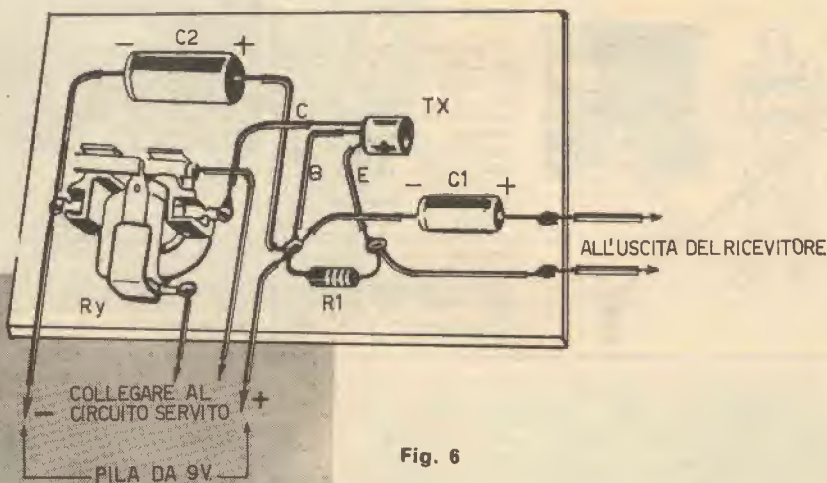 - C2 +
C
TX
B
E
- C1 +
ALL'USCITA DEL RICEVITORE
R1
Ry
COLLEGARE AL
- CIRCUITO SERVITO +
PILA DA 9V.
Fig. 6